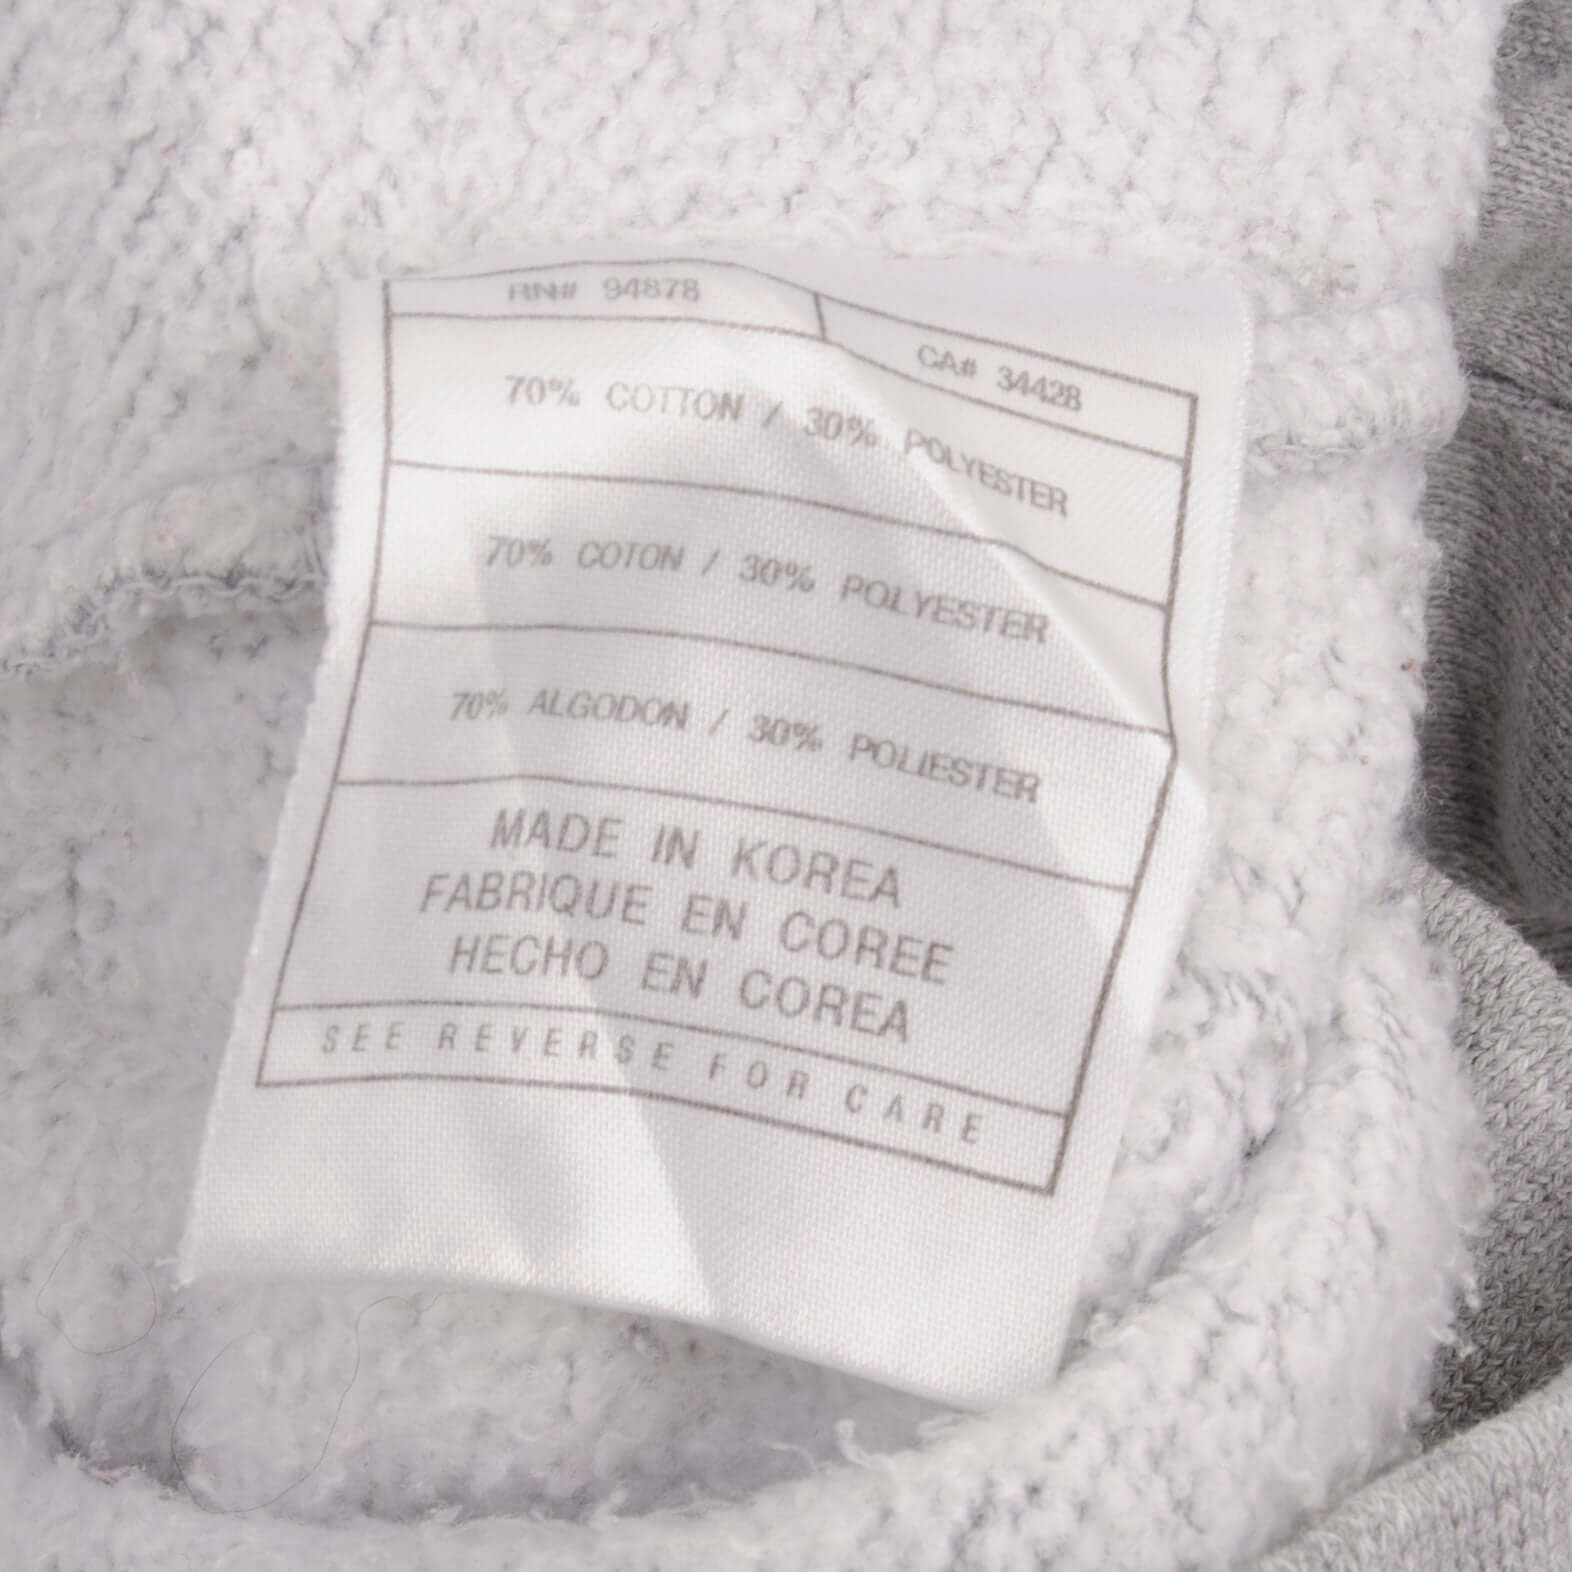 RN# 94878
CA# 34428
70% COTTON / 30% POLYESTER
70% COTON / 30% POLYESTER
70% ALGODON / 30% POLIESTER
MADE IN KOREA
FABRIQUE EN COREE
HECHO EN COREA
SEE REVERSE FOR CARE